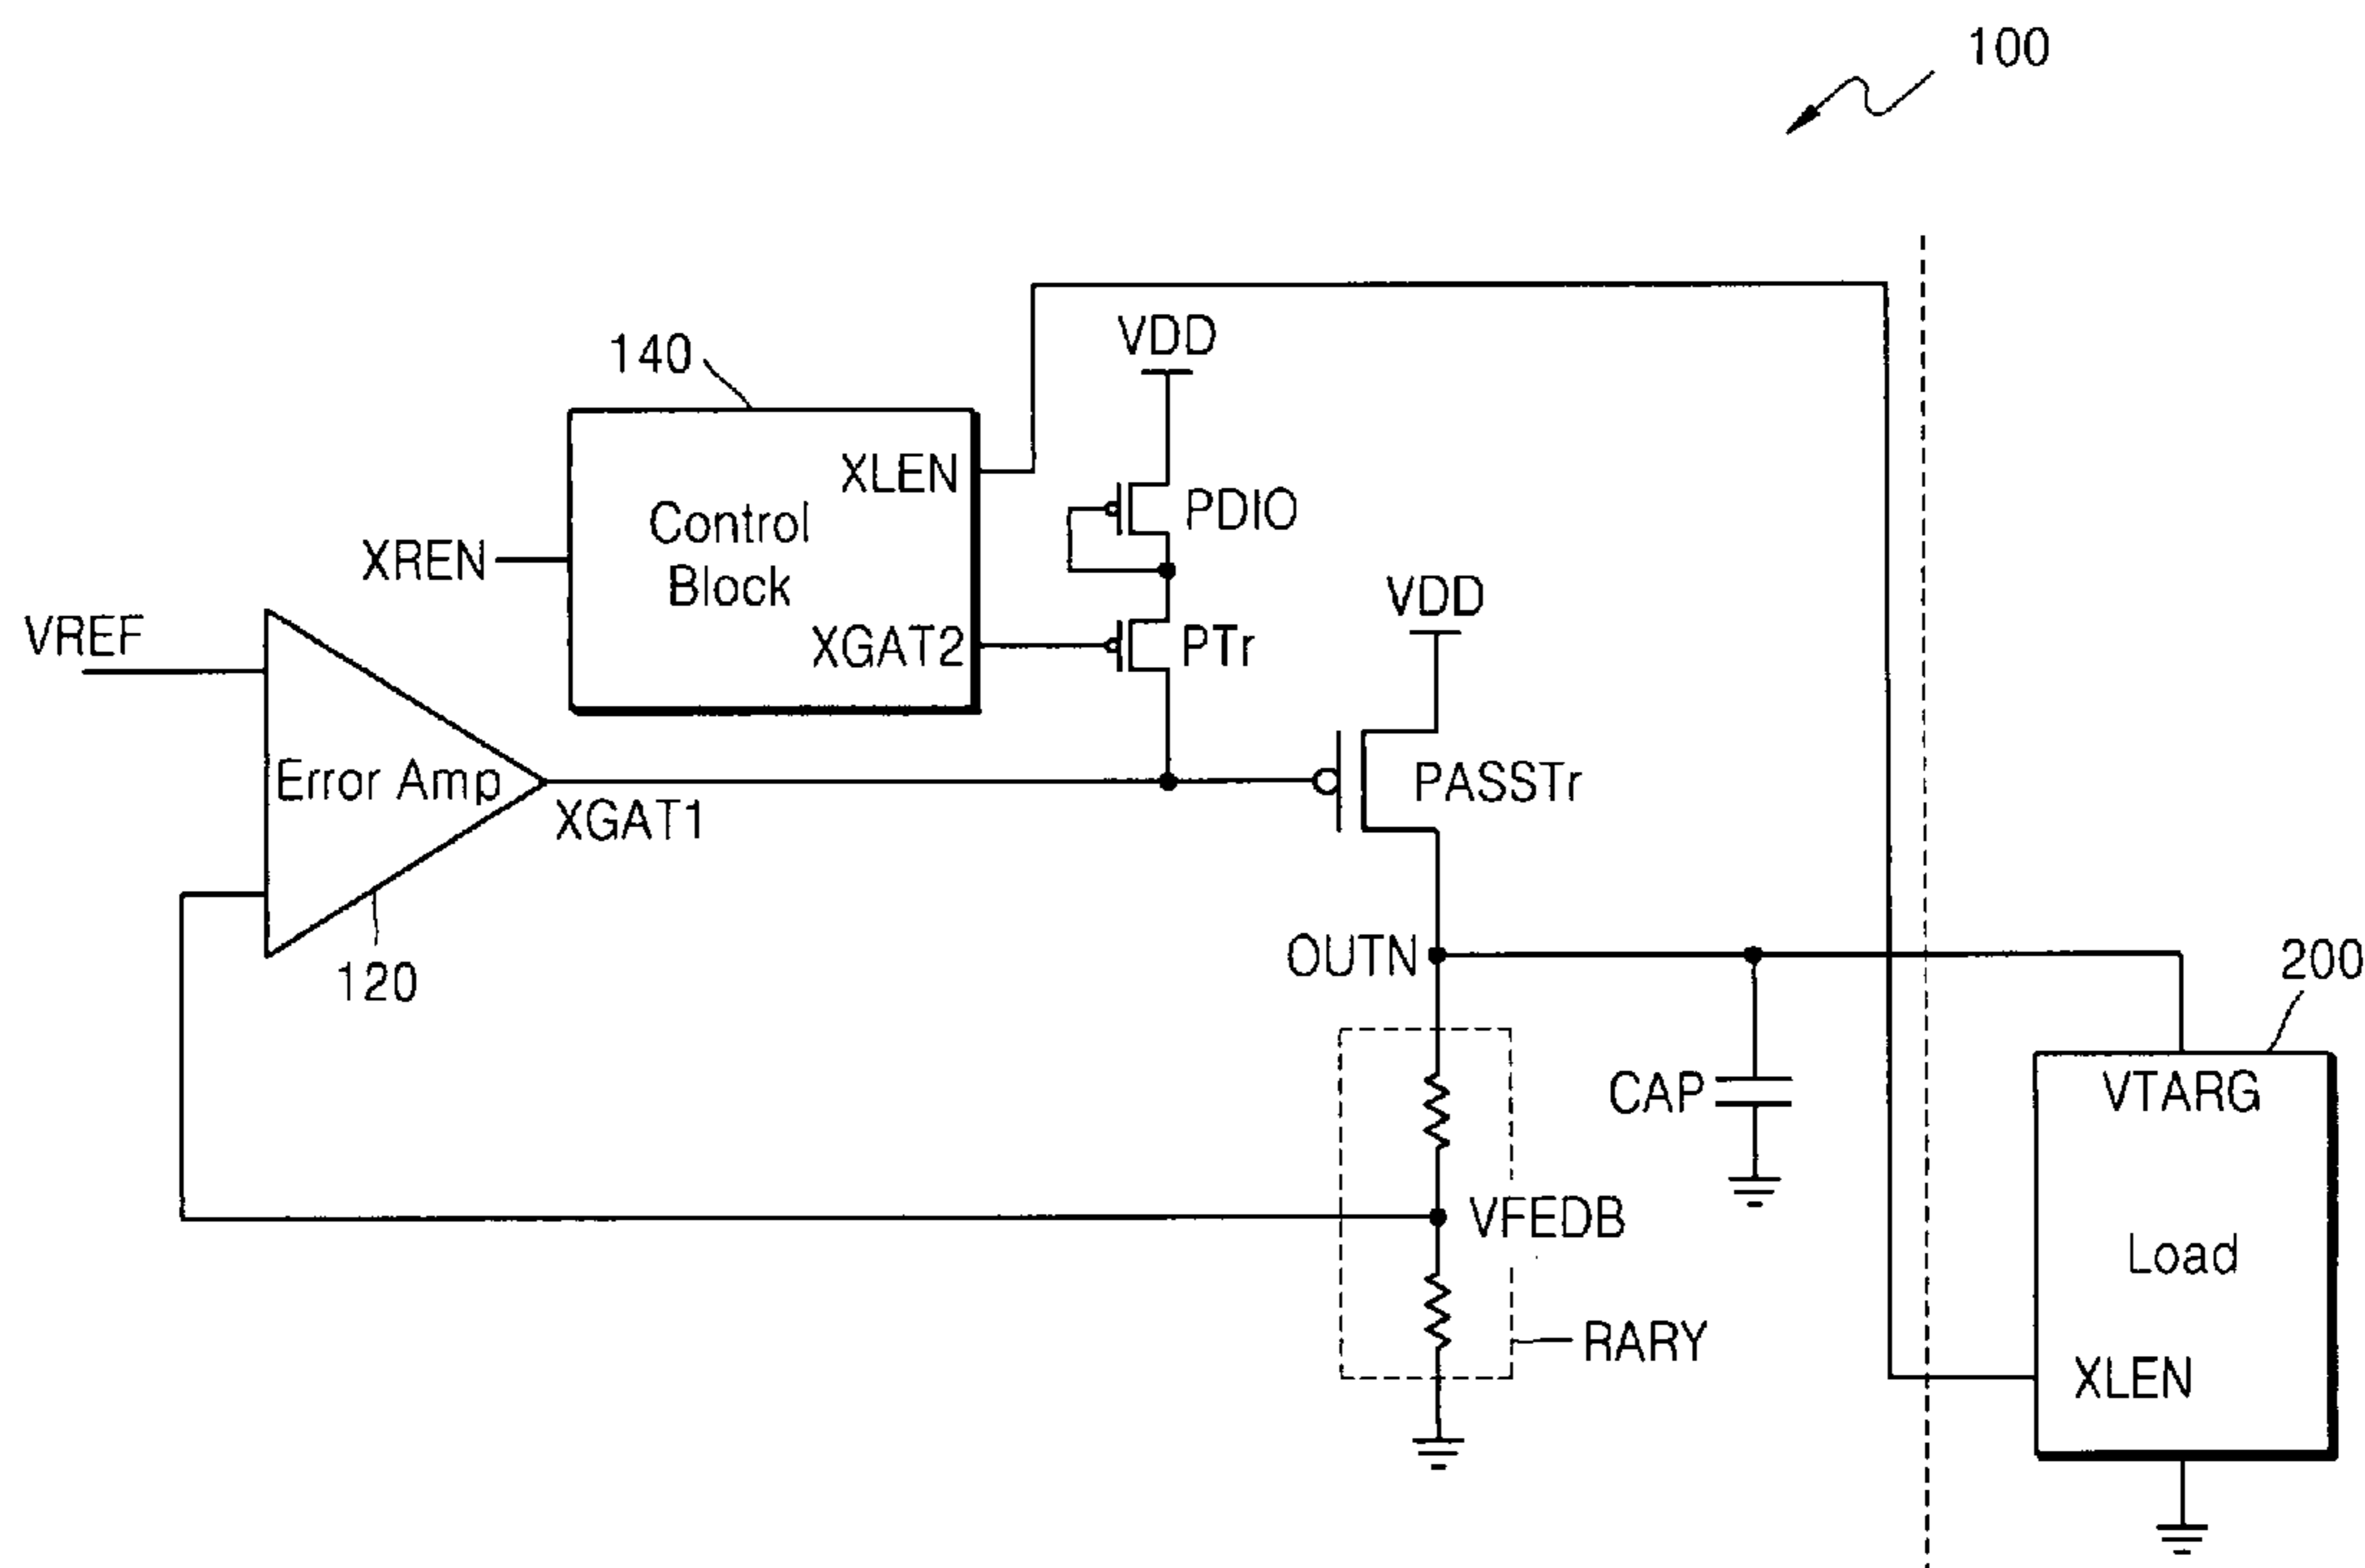 100
VDD
140
XLEN
PDIO
Control
Block
XREN
VDD
VREF
XGAT2
PTr
Error Amp
PASSTr
XGAT1
OUTN
120
200
CAP
VTARG
VFEDB
Load
RARY
XLEN